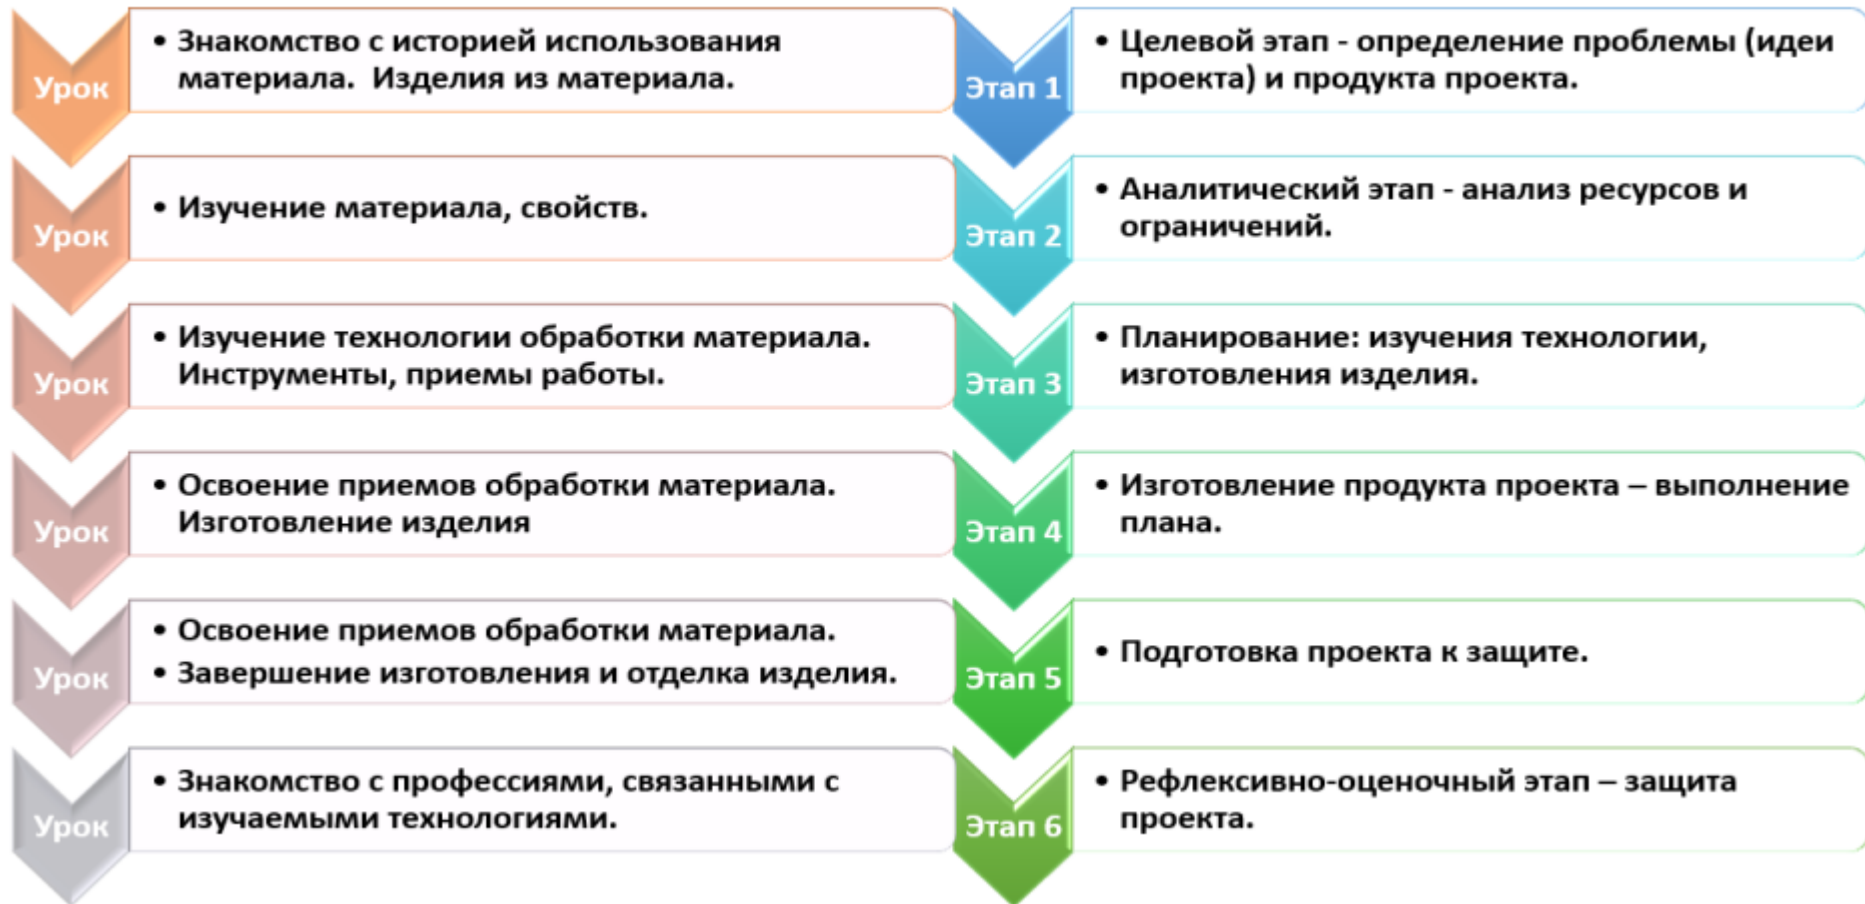 Урок
• Знакомство с историей использования
материала.  Изделия из материала.
Этап 1
• Целевой этап - определение проблемы (идеи
проекта) и продукта проекта.
Урок
• Изучение материала, свойств.
Этап 2
• Аналитический этап - анализ ресурсов и
ограничений.
Урок
• Изучение технологии обработки материала.
Инструменты, приемы работы.
Этап 3
• Планирование: изучения технологии,
изготовления изделия.
Урок
• Освоение приемов обработки материала.
Изготовление изделия
Этап 4
• Изготовление продукта проекта – выполнение
плана.
Урок
• Освоение приемов обработки материала.
• Завершение изготовления и отделка изделия.
Этап 5
• Подготовка проекта к защите.
Урок
• Знакомство с профессиями, связанными с
изучаемыми технологиями.
Этап 6
• Рефлексивно-оценочный этап – защита
проекта.